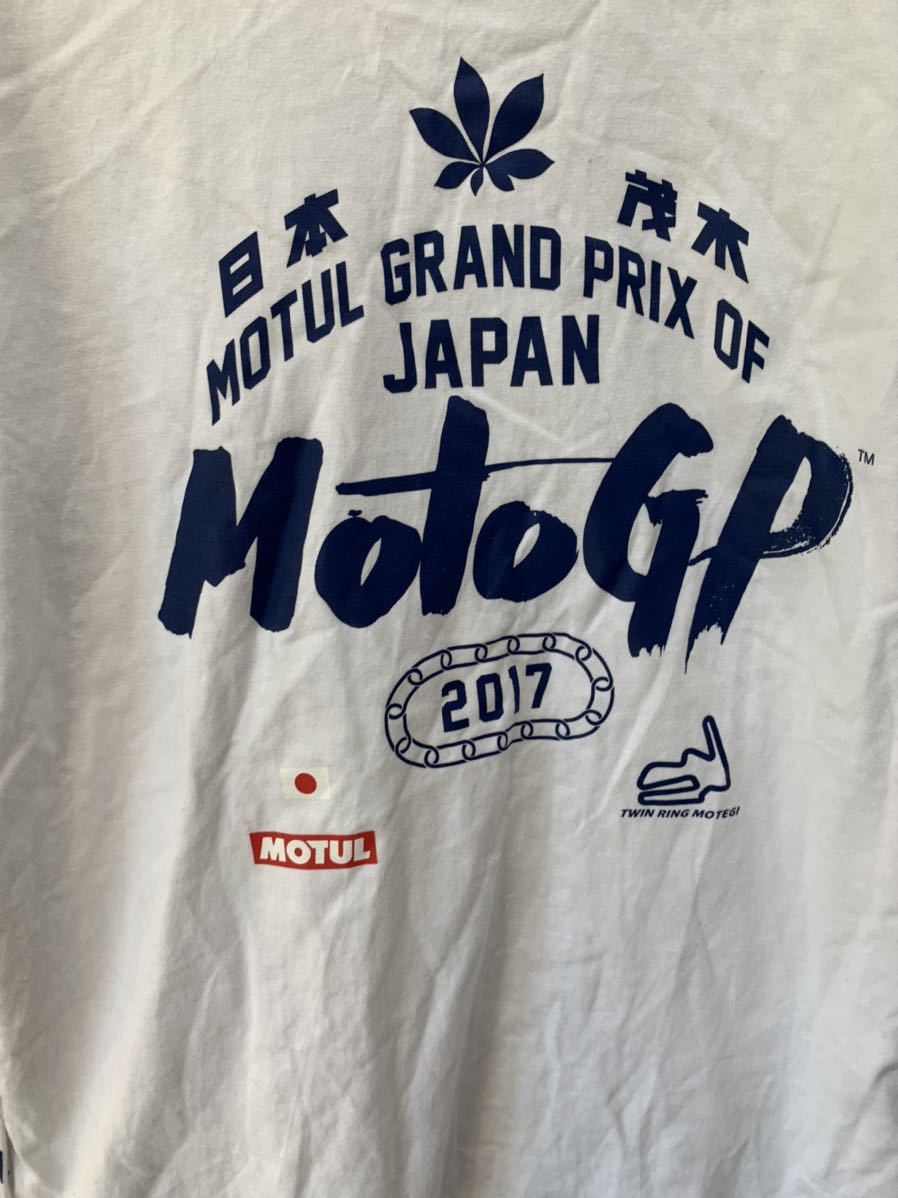 日本 茂木
MOTUL GRAND PRIX OF
JAPAN
MotoGP™
2017
TWIN RING MOTEGI
MOTUL